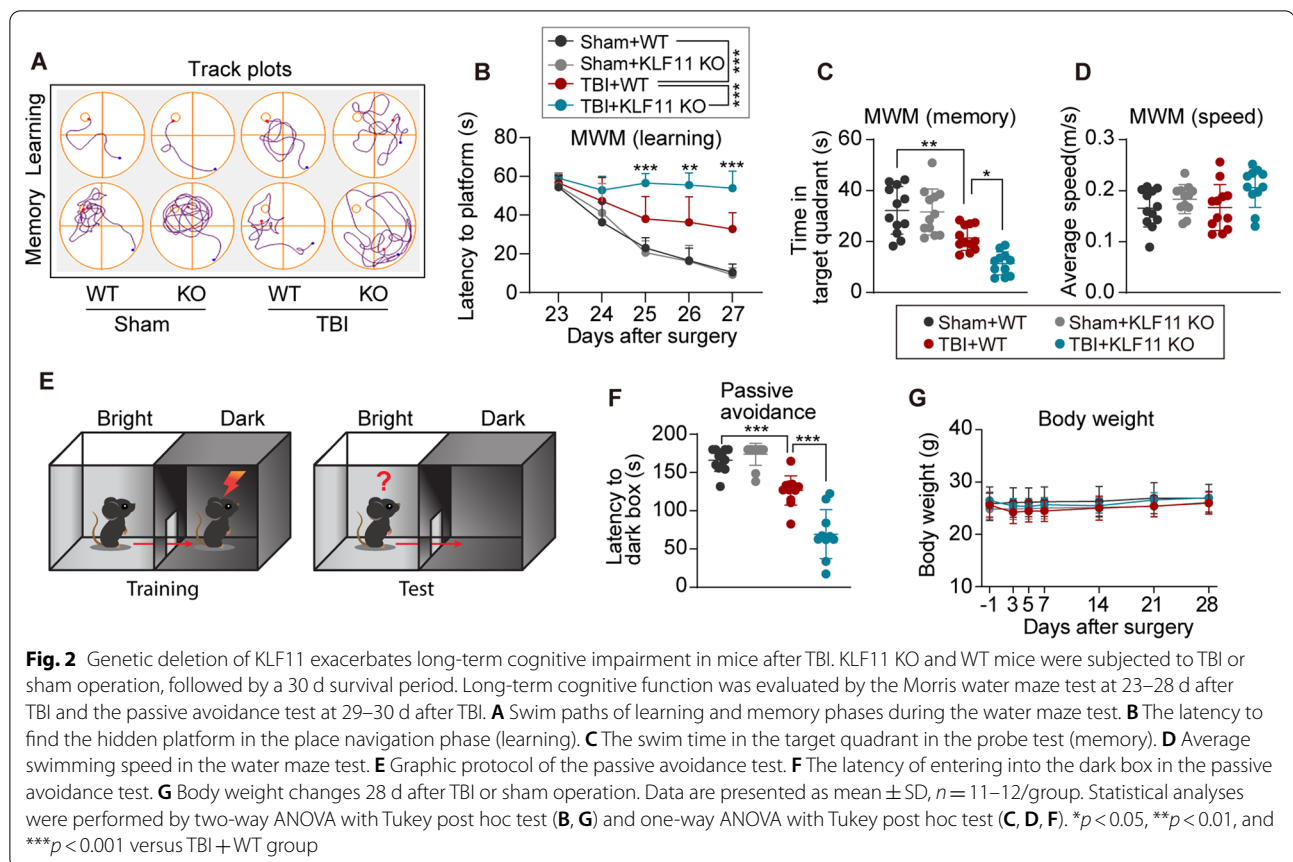 A
Track plots
Learning
Memory
WT KO WT KO
Sham TBI
B
Sham+WT
Sham+KLF11 KO
TBI+WT
TBI+KLF11 KO
***
***
MWM (learning)
Latency to platform (s)
80
60
40
20
0
*** ** ***
23 24 25 26 27
Days after surgery
C
MWM (memory)
Time in
target quadrant (s)
60
40
20
0
**
*
D
MWM (speed)
Average speed(m/s)
0.3
0.2
0.1
0.0
Sham+WT Sham+KLF11 KO
TBI+WT TBI+KLF11 KO
E
Bright Dark Bright Dark
?
Training Test
F
Passive
avoidance
Latency to
dark box (s)
200
150
100
50
0
***
***
G
Body weight
Body weight (g)
40
30
20
10
-1 3 5 7 14 21 28
Days after surgery
Fig. 2 Genetic deletion of KLF11 exacerbates long-term cognitive impairment in mice after TBI. KLF11 KO and WT mice were subjected to TBI or
sham operation, followed by a 30 d survival period. Long-term cognitive function was evaluated by the Morris water maze test at 23–28 d after
TBI and the passive avoidance test at 29–30 d after TBI. A Swim paths of learning and memory phases during the water maze test. B The latency to
find the hidden platform in the place navigation phase (learning). C The swim time in the target quadrant in the probe test (memory). D Average
swimming speed in the water maze test. E Graphic protocol of the passive avoidance test. F The latency of entering into the dark box in the passive
avoidance test. G Body weight changes 28 d after TBI or sham operation. Data are presented as mean ± SD, n = 11–12/group. Statistical analyses
were performed by two-way ANOVA with Tukey post hoc test (B, G) and one-way ANOVA with Tukey post hoc test (C, D, F). *p < 0.05, **p < 0.01, and
***p < 0.001 versus TBI + WT group